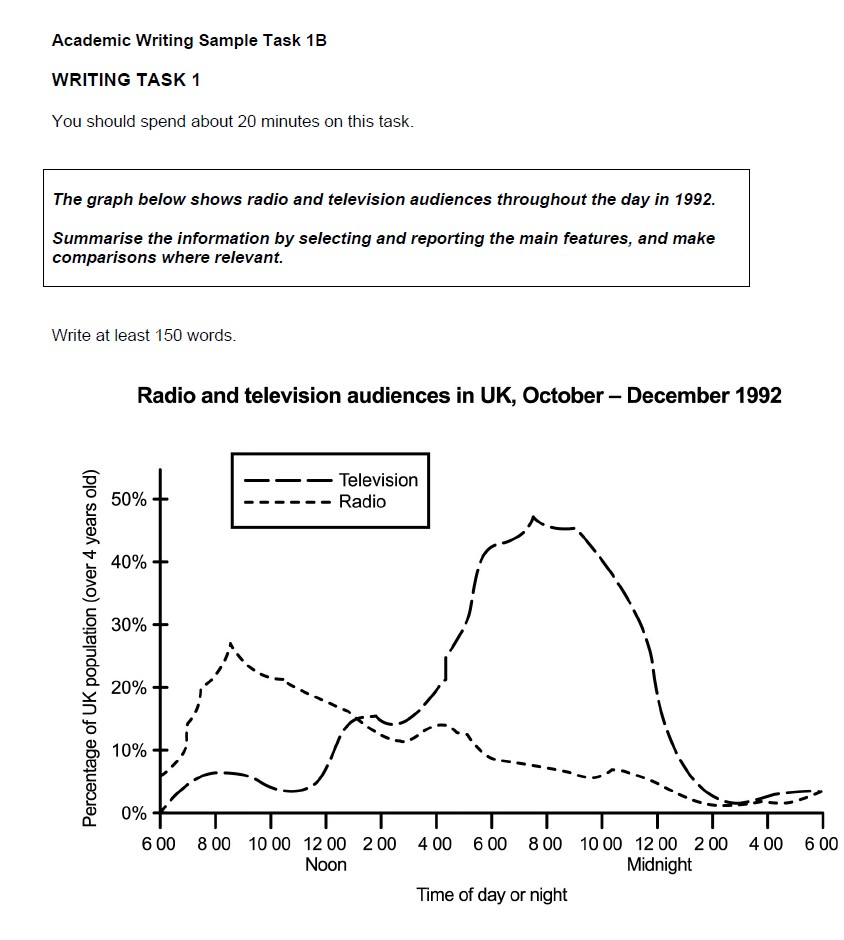 Academic Writing Sample Task 1B
WRITING TASK 1
You should spend about 20 minutes on this task.
The graph below shows radio and television audiences throughout the day in 1992.
Summarise the information by selecting and reporting the main features, and make
comparisons where relevant.
Write at least 150 words.
Radio and television audiences in UK, October – December 1992
Percentage of UK population (over 4 years old)
Television
Radio
50%
40%
30%
20%
10%
0%
6 00 8 00 10 00 12 00 2 00 4 00 6 00 8 00 10 00 12 00 2 00 4 00 6 00
Noon Midnight
Time of day or night